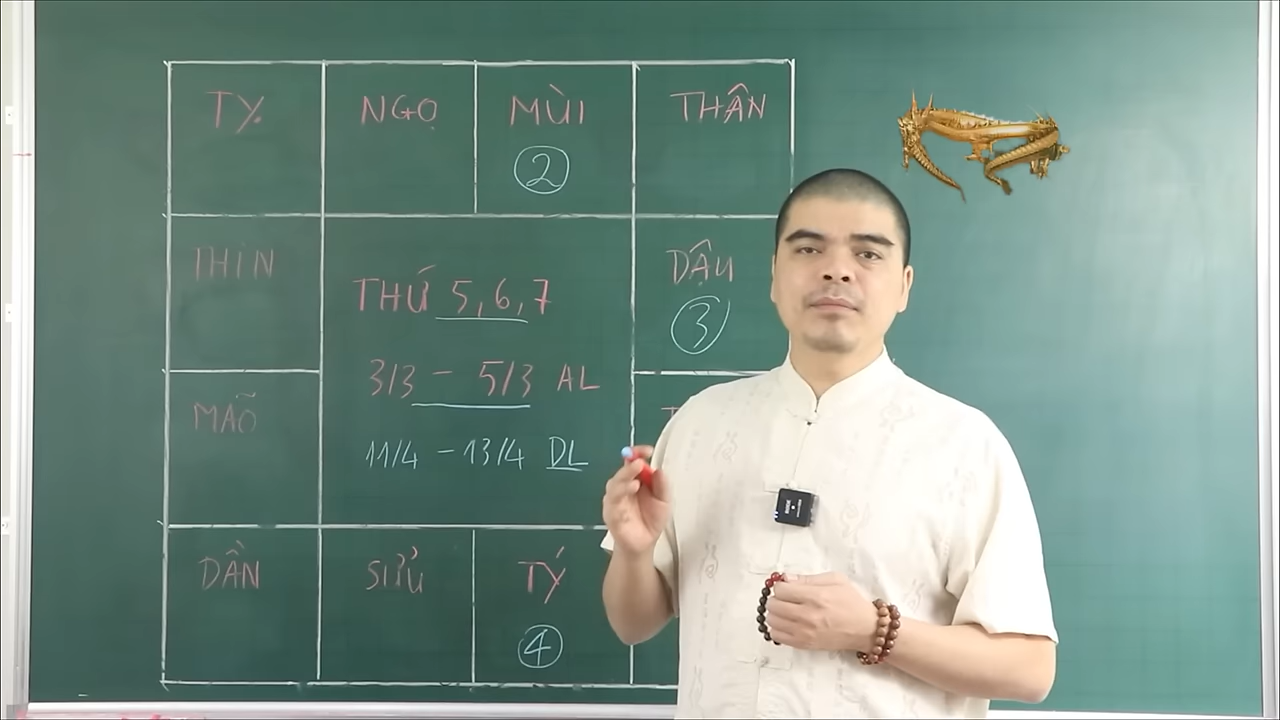 TỴ NGỌ MÙI THÂN
2
THÌN DẬU
THỨ 5, 6, 7
3
3/3 - 5/3 AL
MÃO
11/4 - 13/4 DL
DẦN SỬU TÝ
4